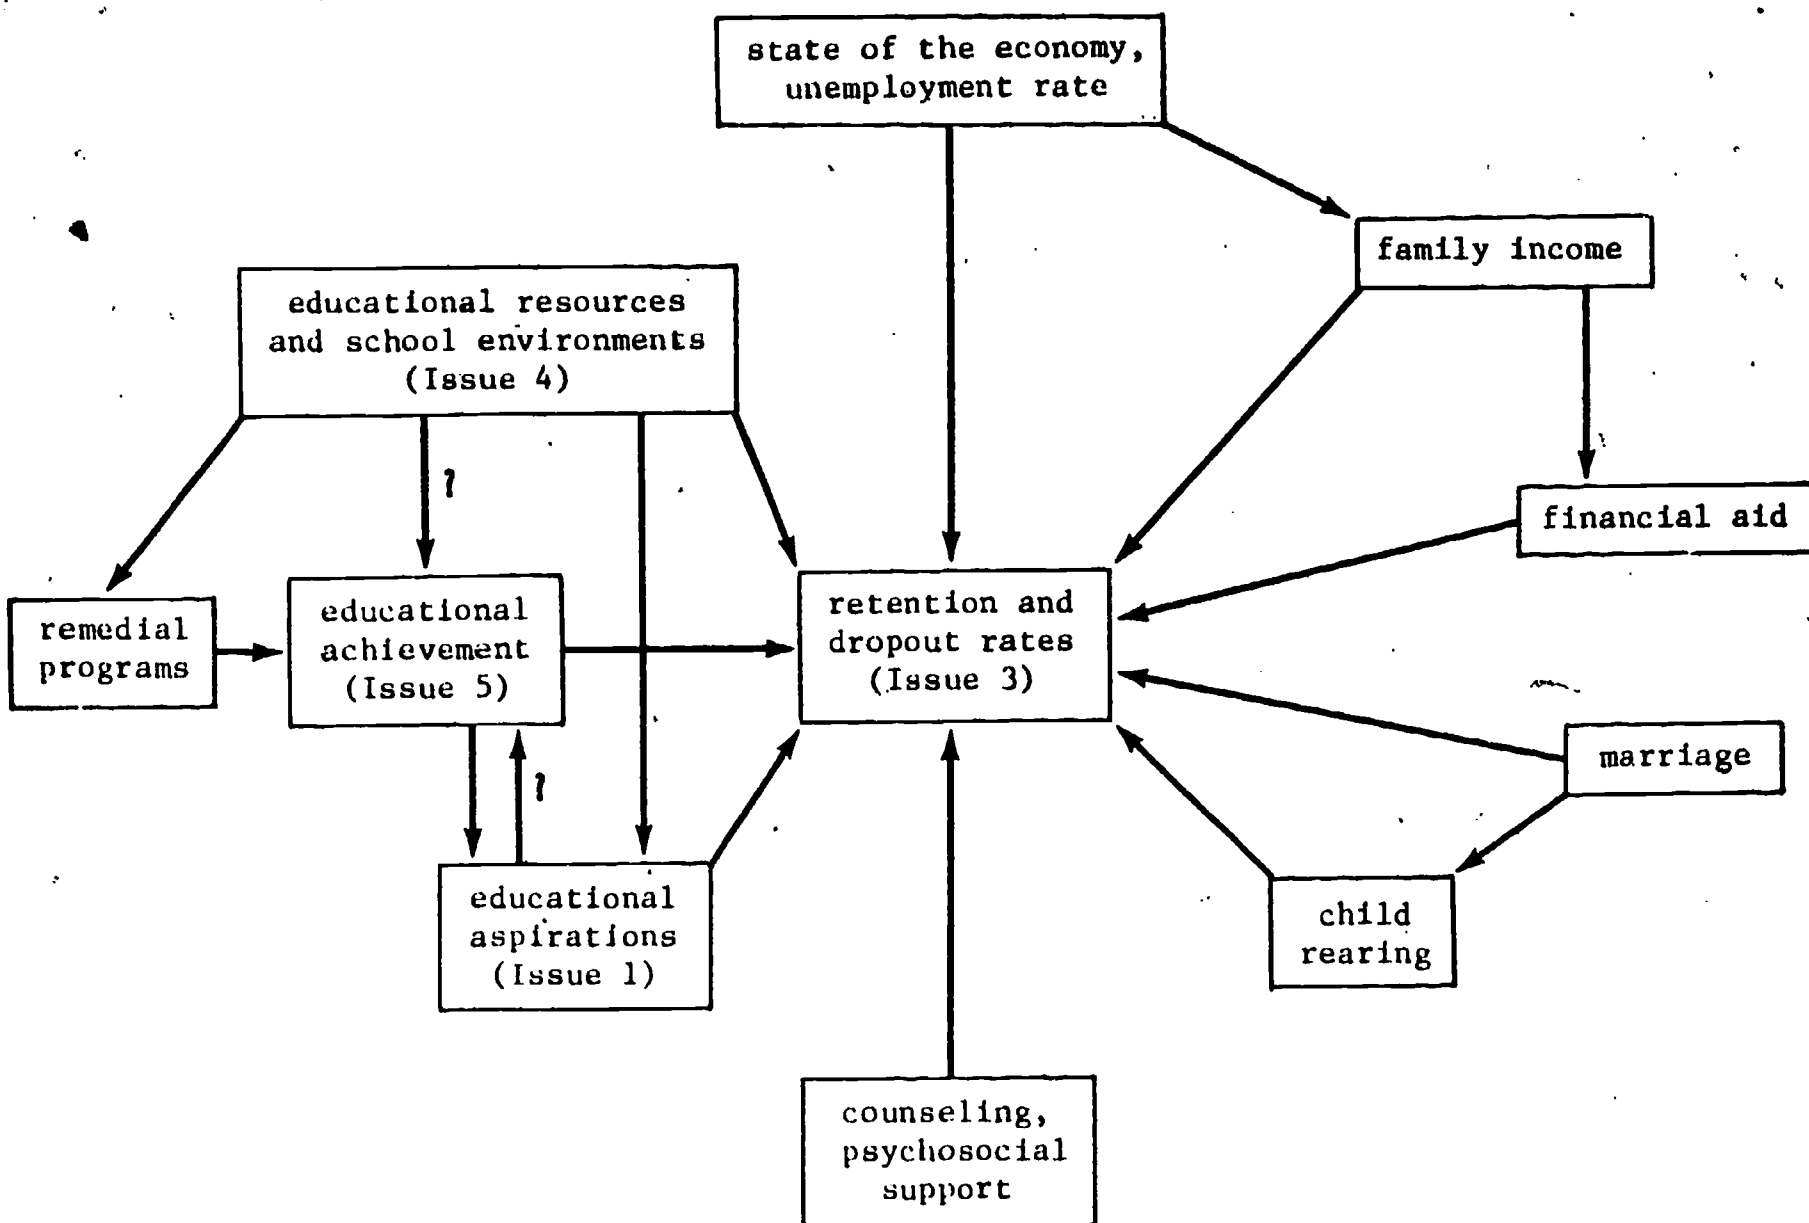 state of the economy,
unemployment rate
family income
educational resources
and school environments
(Issue 4)
?
financial aid
remedial
programs
educational
achievement
(Issue 5)
retention and
dropout rates
(Issue 3)
marriage
?
educational
aspirations
(Issue 1)
child
rearing
counseling,
psychosocial
support